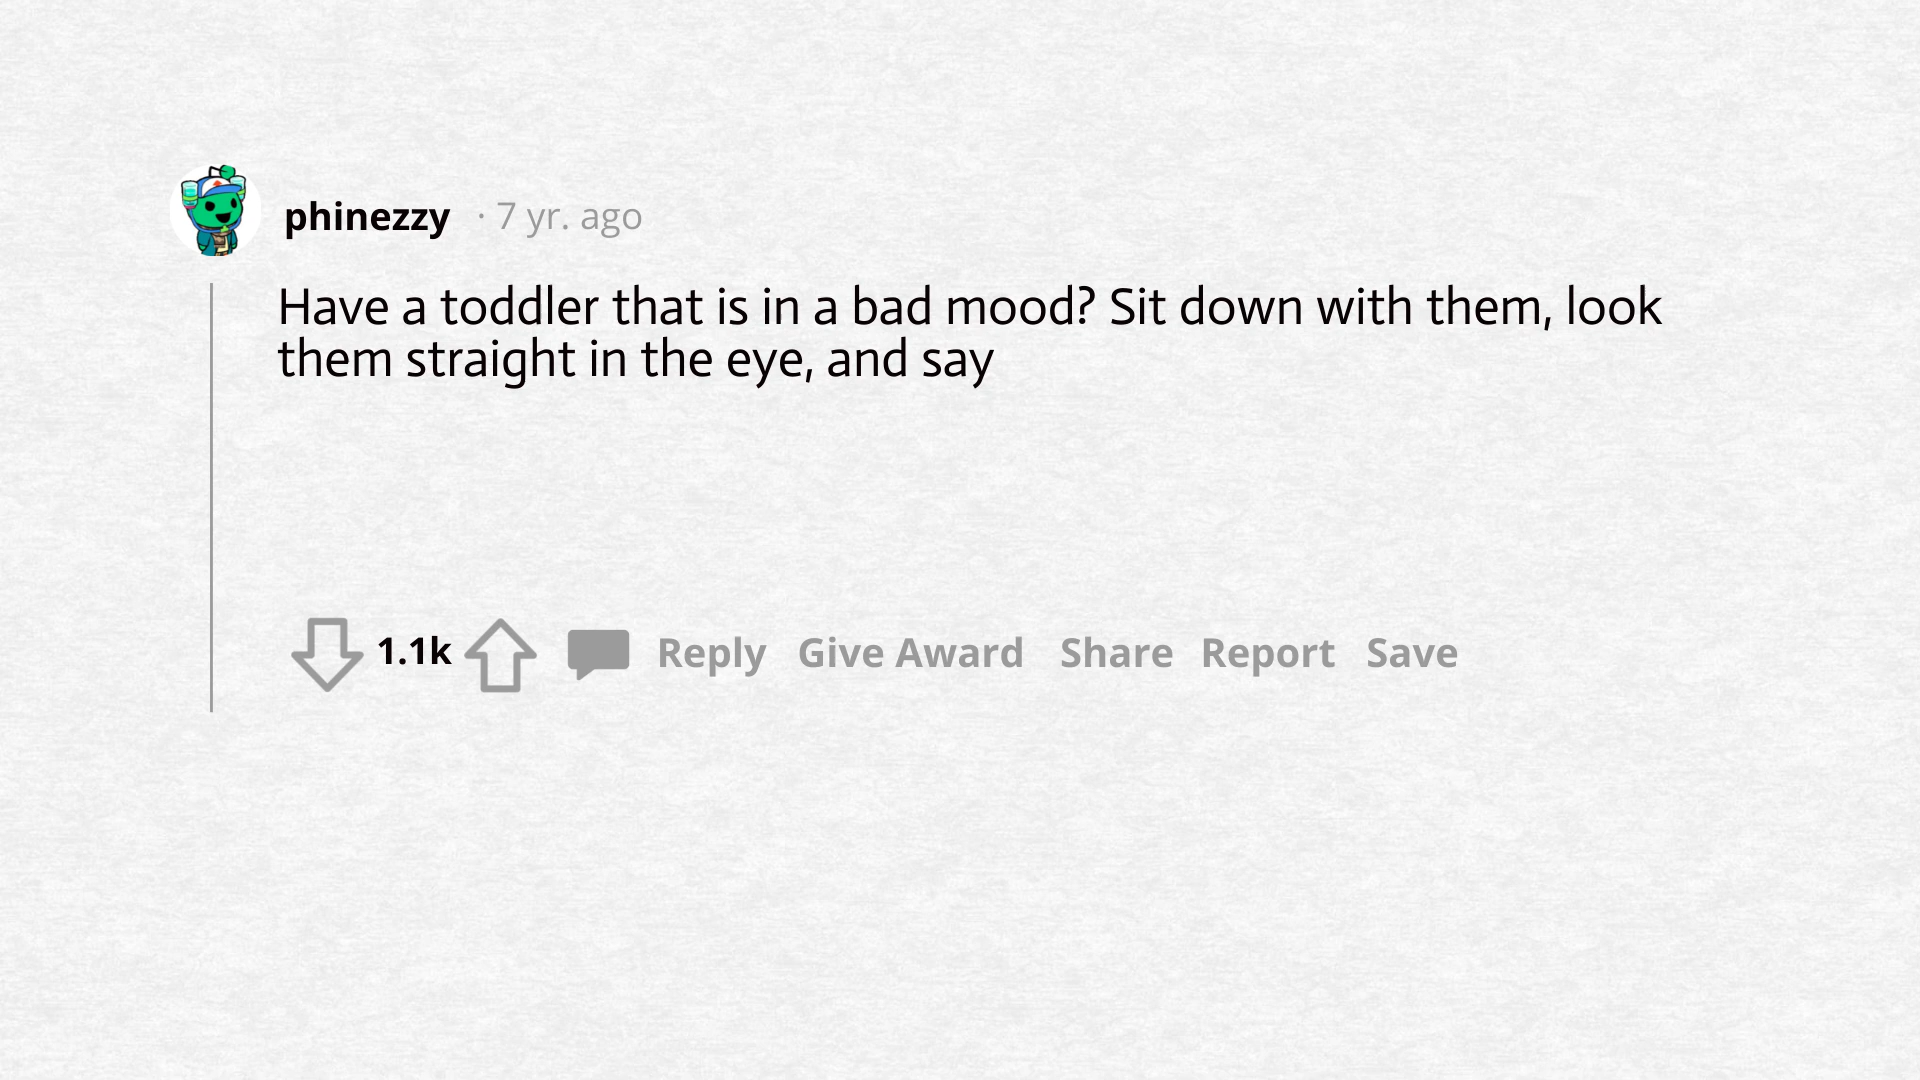 phinezzy · 7 yr. ago
Have a toddler that is in a bad mood? Sit down with them, look
them straight in the eye, and say
1.1k Reply Give Award Share Report Save